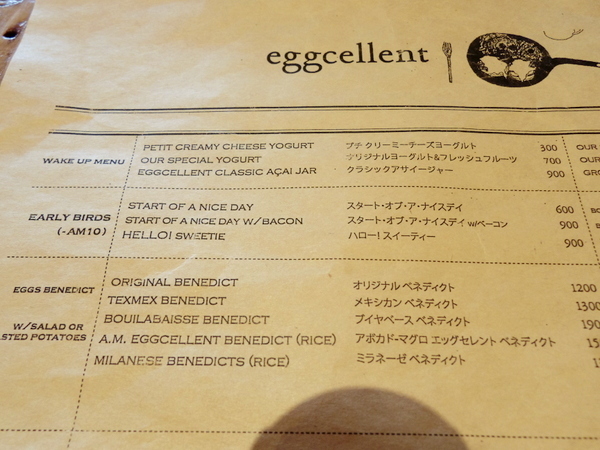 eggcellent
WAKE UP MENU
PETIT CREAMY CHEESE YOGURT プチ クリーミーチーズヨーグルト 300 OUR
OUR SPECIAL YOGURT オリジナルヨーグルト&フレッシュフルーツ 700 OUR
EGGCELLENT CLASSIC AÇAI JAR クラシックアサイージャー 900
EARLY BIRDS
(-AM10)
START OF A NICE DAY スタート・オブ・ア・ナイスデイ 600
START OF A NICE DAY W/BACON スタート・オブ・ア・ナイスデイ w/ベーコン 900
HELLO! SWEETIE ハロー! スイーティー 900
EGGS BENEDICT
W/SALAD OR
STED POTATOES
ORIGINAL BENEDICT オリジナル ベネディクト 1200
TEXMEX BENEDICT メキシカン ベネディクト 1300
BOUILABAISSE BENEDICT ブイヤベース ベネディクト 190
A.M. EGGCELLENT BENEDICT (RICE) アボカド-マグロ エッグセレント ベネディクト 15
MILANESE BENEDICTS (RICE) ミラネーゼ ベネディクト